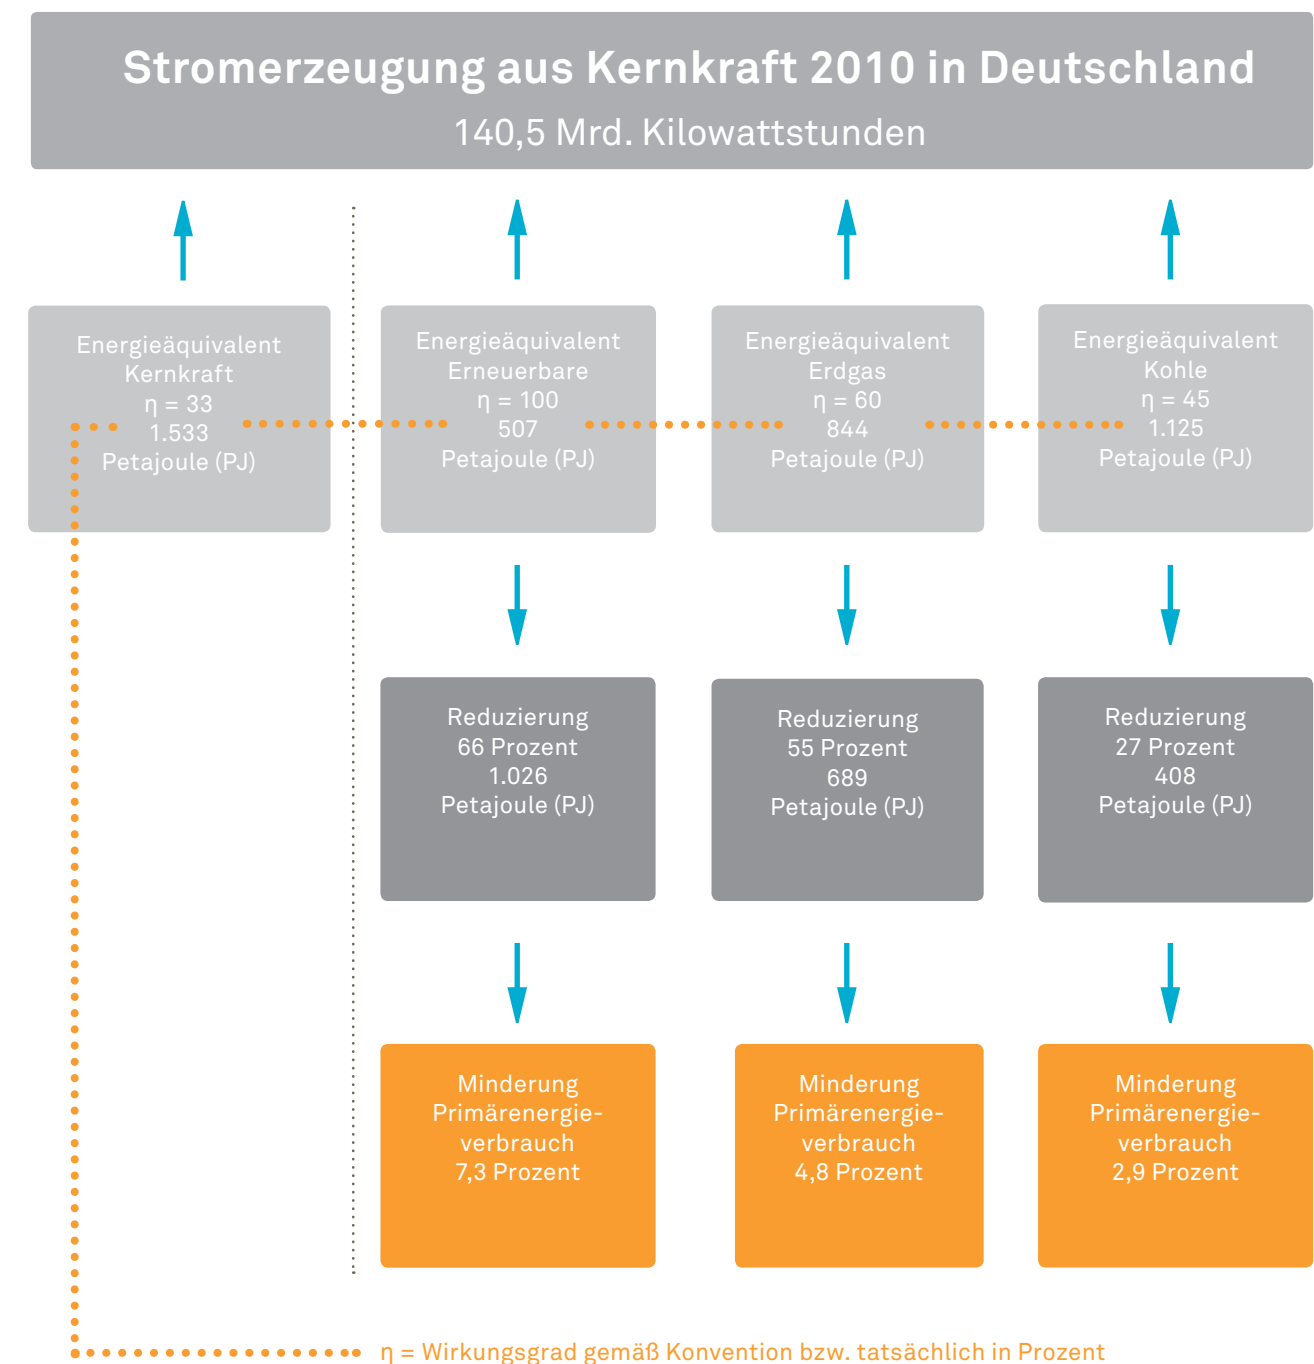 Stromerzeugung aus Kernkraft 2010 in Deutschland
140,5 Mrd. Kilowattstunden
Energieäquivalent
Kernkraft
η = 33
1.533
Petajoule (PJ)
Energieäquivalent
Erneuerbare
η = 100
507
Petajoule (PJ)
Energieäquivalent
Erdgas
η = 60
844
Petajoule (PJ)
Energieäquivalent
Kohle
η = 45
1.125
Petajoule (PJ)
Reduzierung
66 Prozent
1.026
Petajoule (PJ)
Reduzierung
55 Prozent
689
Petajoule (PJ)
Reduzierung
27 Prozent
408
Petajoule (PJ)
Minderung
Primärenergie-
verbrauch
7,3 Prozent
Minderung
Primärenergie-
verbrauch
4,8 Prozent
Minderung
Primärenergie-
verbrauch
2,9 Prozent
η = Wirkungsgrad gemäß Konvention bzw. tatsächlich in Prozent